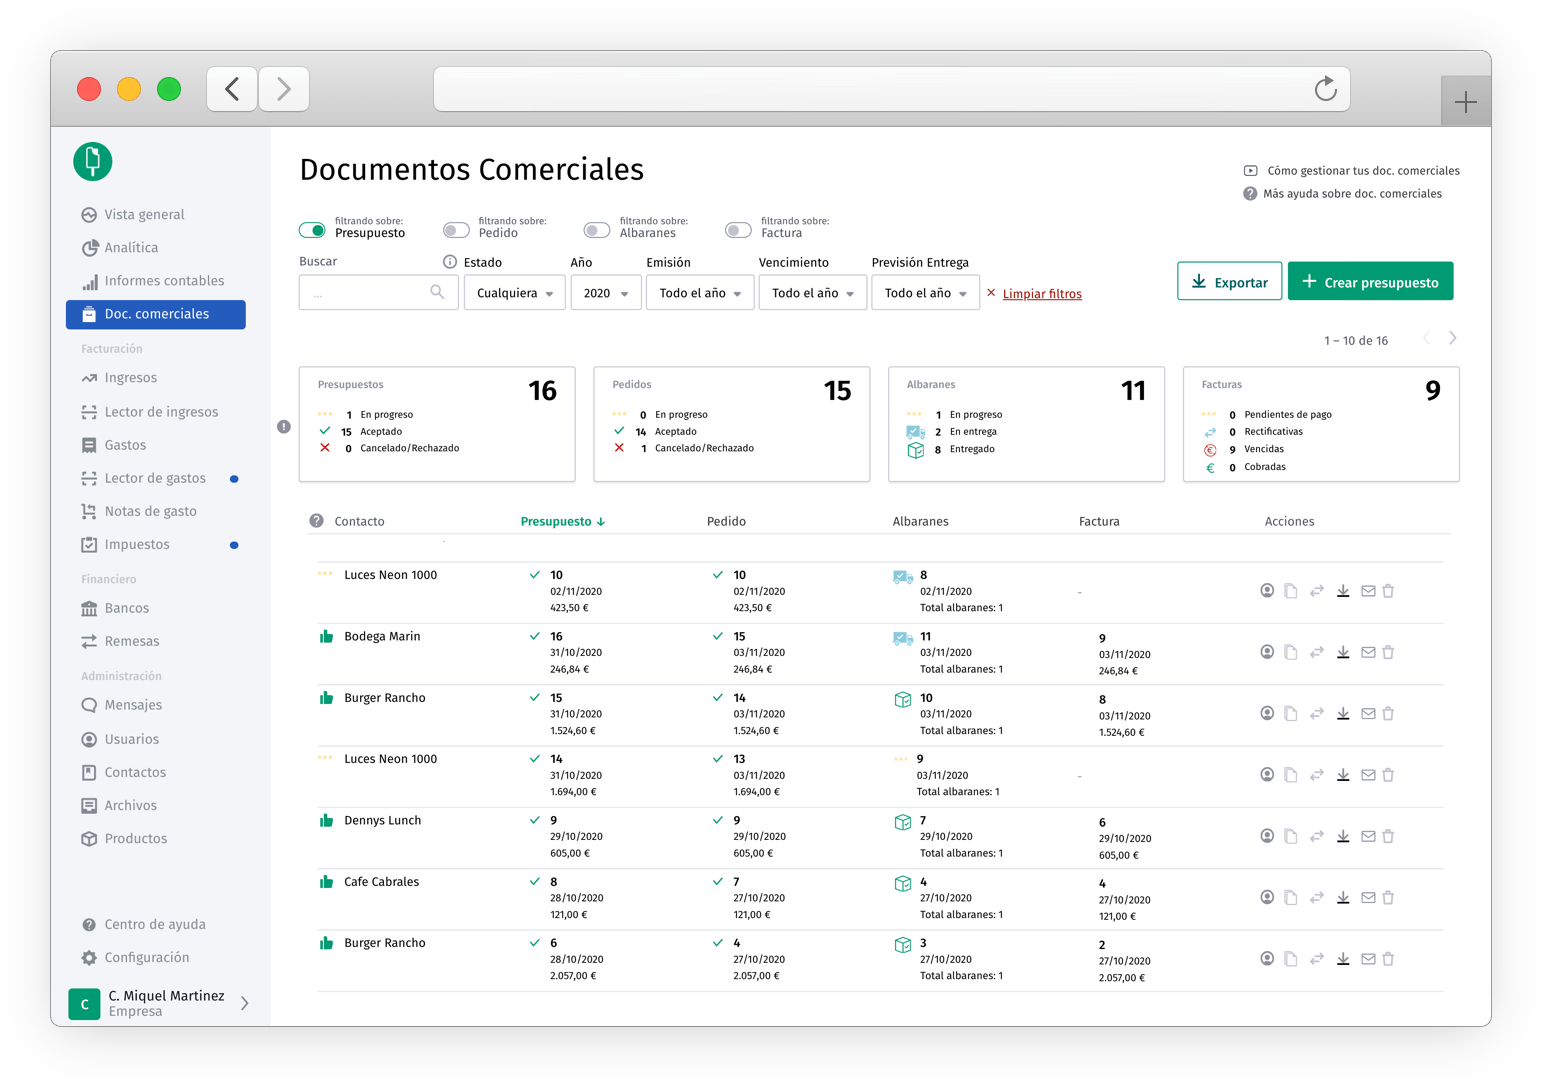 Documentos Comerciales
Cómo gestionar tus doc. comerciales
Más ayuda sobre doc. comerciales
Vista general
Analítica
Informes contables
Doc. comerciales
Facturación
Ingresos
Lector de ingresos
Gastos
Lector de gastos
Notas de gasto
Impuestos
Financiero
Bancos
Remesas
Administración
Mensajes
Usuarios
Contactos
Archivos
Productos
Centro de ayuda
Configuración
C
C. Miquel Martinez
Empresa
filtrando sobre: filtrando sobre: filtrando sobre: filtrando sobre:
Presupuesto Pedido Albaranes Factura
Buscar Estado Año Emisión Vencimiento Previsión Entrega
... Cualquiera 2020 Todo el año Todo el año Todo el año × Limpiar filtros
Exportar + Crear presupuesto
1 – 10 de 16
Presupuestos 16
1 En progreso
15 Aceptado
0 Cancelado/Rechazado
Pedidos 15
0 En progreso
14 Aceptado
1 Cancelado/Rechazado
Albaranes 11
1 En progreso
2 En entrega
8 Entregado
Facturas 9
0 Pendientes de pago
0 Rectificativas
9 Vencidas
€ 0 Cobradas
Contacto Presupuesto ↓ Pedido Albaranes Factura Acciones
Luces Neon 1000 10 10 8
02/11/2020 02/11/2020 02/11/2020 -
423,50 € 423,50 € Total albaranes: 1
Bodega Marin 16 15 11 9
31/10/2020 03/11/2020 03/11/2020 03/11/2020
246,84 € 246,84 € Total albaranes: 1 246,84 €
Burger Rancho 15 14 10 8
31/10/2020 03/11/2020 03/11/2020 03/11/2020
1.524,60 € 1.524,60 € Total albaranes: 1 1.524,60 €
Luces Neon 1000 14 13 9
31/10/2020 03/11/2020 03/11/2020 -
1.694,00 € 1.694,00 € Total albaranes: 1
Dennys Lunch 9 9 7 6
29/10/2020 29/10/2020 29/10/2020 29/10/2020
605,00 € 605,00 € Total albaranes: 1 605,00 €
Cafe Cabrales 8 7 4 4
28/10/2020 27/10/2020 27/10/2020 27/10/2020
121,00 € 121,00 € Total albaranes: 1 121,00 €
Burger Rancho 6 4 3 2
28/10/2020 27/10/2020 27/10/2020 27/10/2020
2.057,00 € 2.057,00 € Total albaranes: 1 2.057,00 €